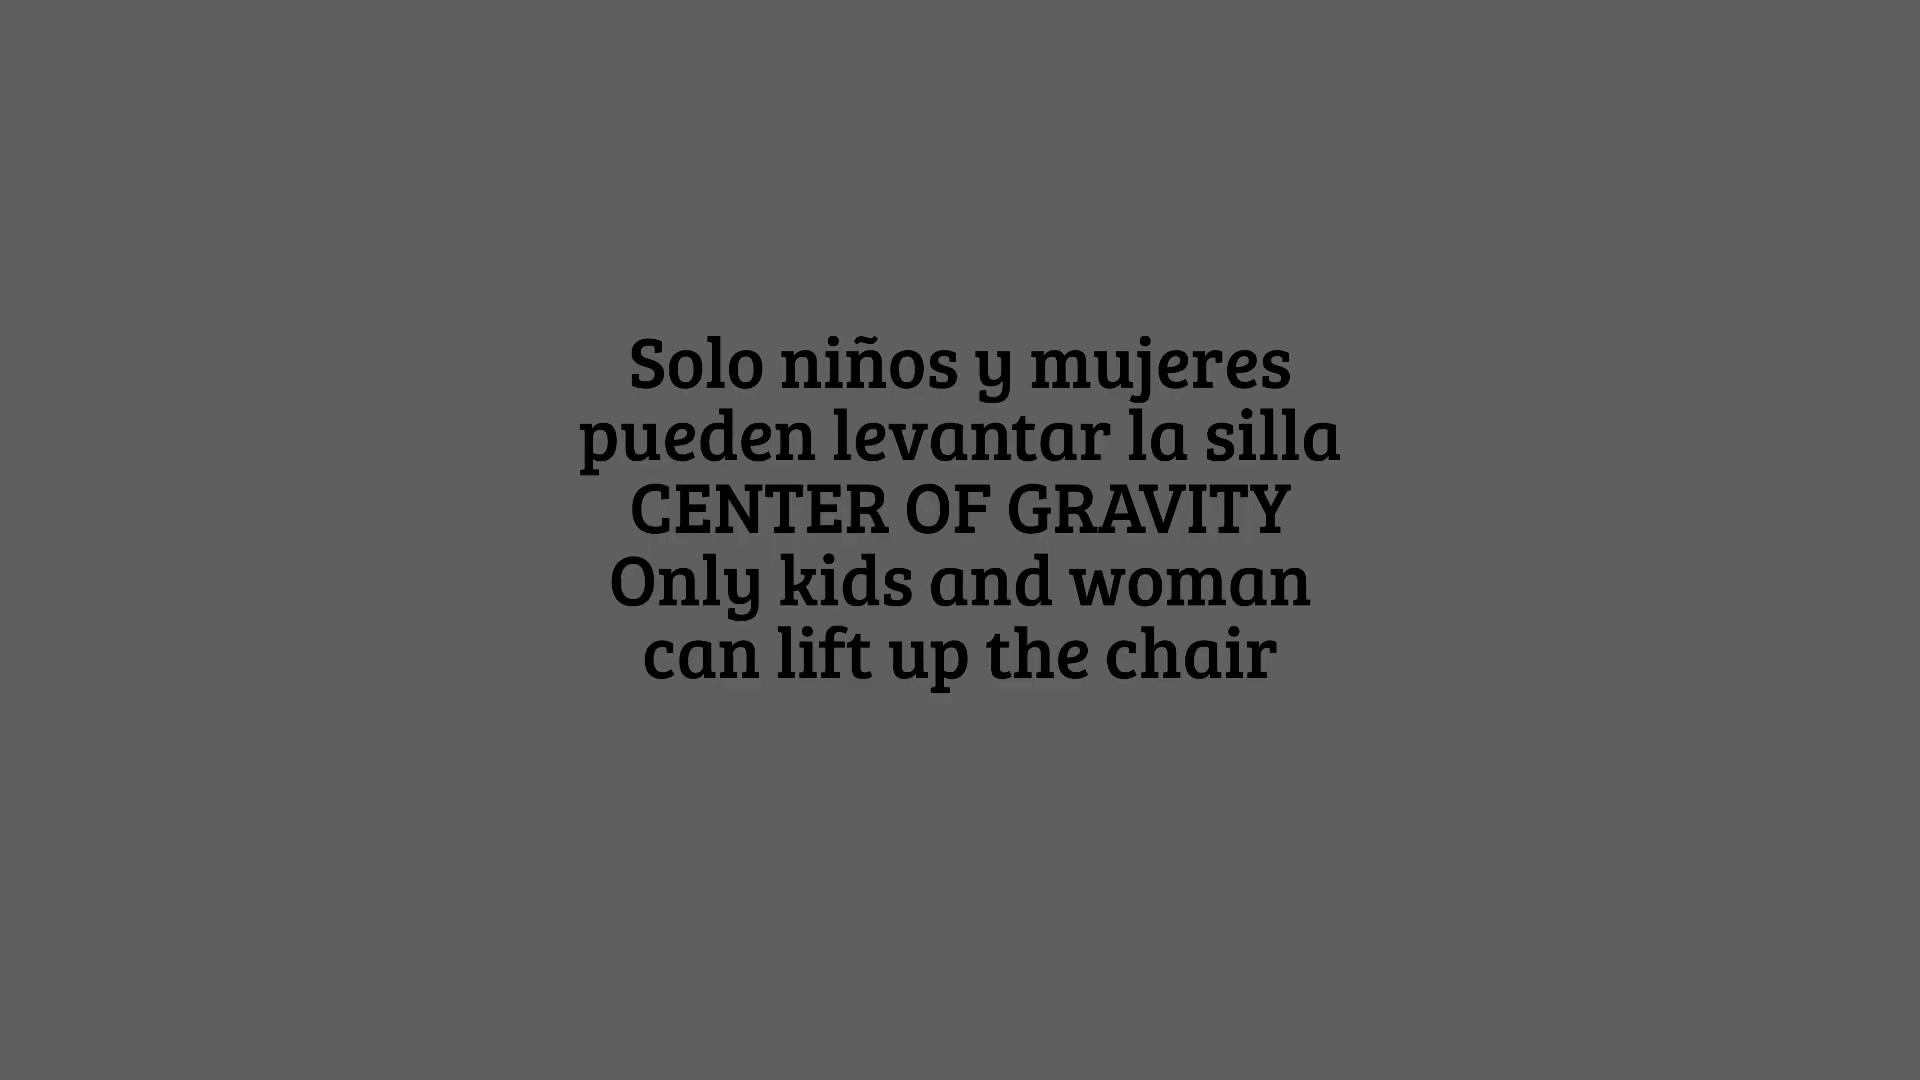 Solo niños y mujeres
pueden levantar la silla
CENTER OF GRAVITY
Only kids and woman
can lift up the chair